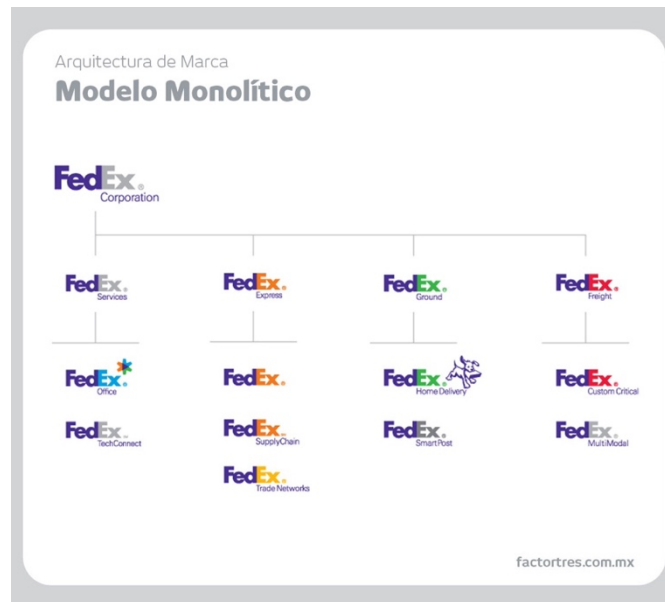 Arquitectura de Marca
Modelo Monolítico
FedEx®
Corporation
FedEx®
Services
FedEx®
Express
FedEx®
Ground
FedEx®
Freight
FedEx
Office
FedEx.
FedEx®
Home Delivery
FedEx®
Custom Critical
FedEx
TechConnect
FedEx
SupplyChain
FedEx
SmartPost
FedEx
MultiModal
FedEx
Trade Networks
factortres.com.mx